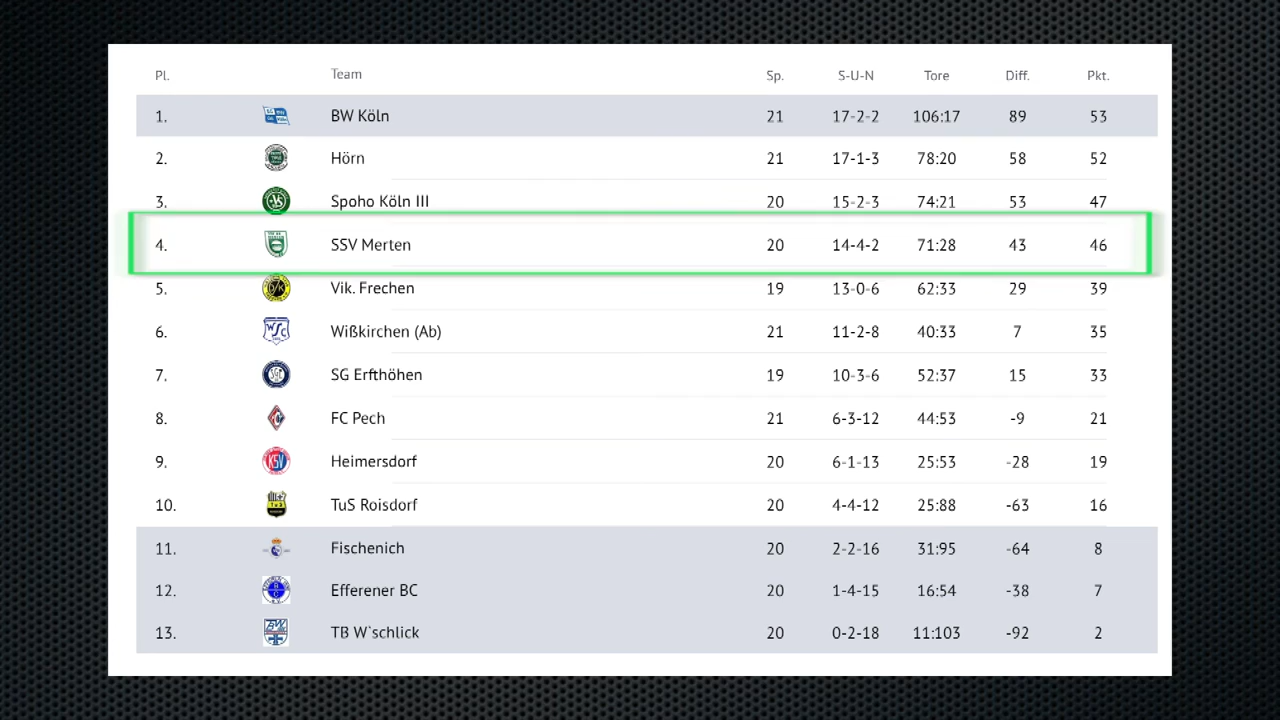 Pl. Team Sp. S-U-N Tore Diff. Pkt.
1. BW Köln 21 17-2-2 106:17 89 53
2. Hörn 21 17-1-3 78:20 58 52
3. Spoho Köln III 20 15-2-3 74:21 53 47
4. SSV Merten 20 14-4-2 71:28 43 46
5. Vik. Frechen 19 13-0-6 62:33 29 39
6. Wißkirchen (Ab) 21 11-2-8 40:33 7 35
7. SG Erfthöhen 19 10-3-6 52:37 15 33
8. FC Pech 21 6-3-12 44:53 -9 21
9. Heimersdorf 20 6-1-13 25:53 -28 19
10. TuS Roisdorf 20 4-4-12 25:88 -63 16
11. Fischenich 20 2-2-16 31:95 -64 8
12. Efferener BC 20 1-4-15 16:54 -38 7
13. TB W`schlick 20 0-2-18 11:103 -92 2